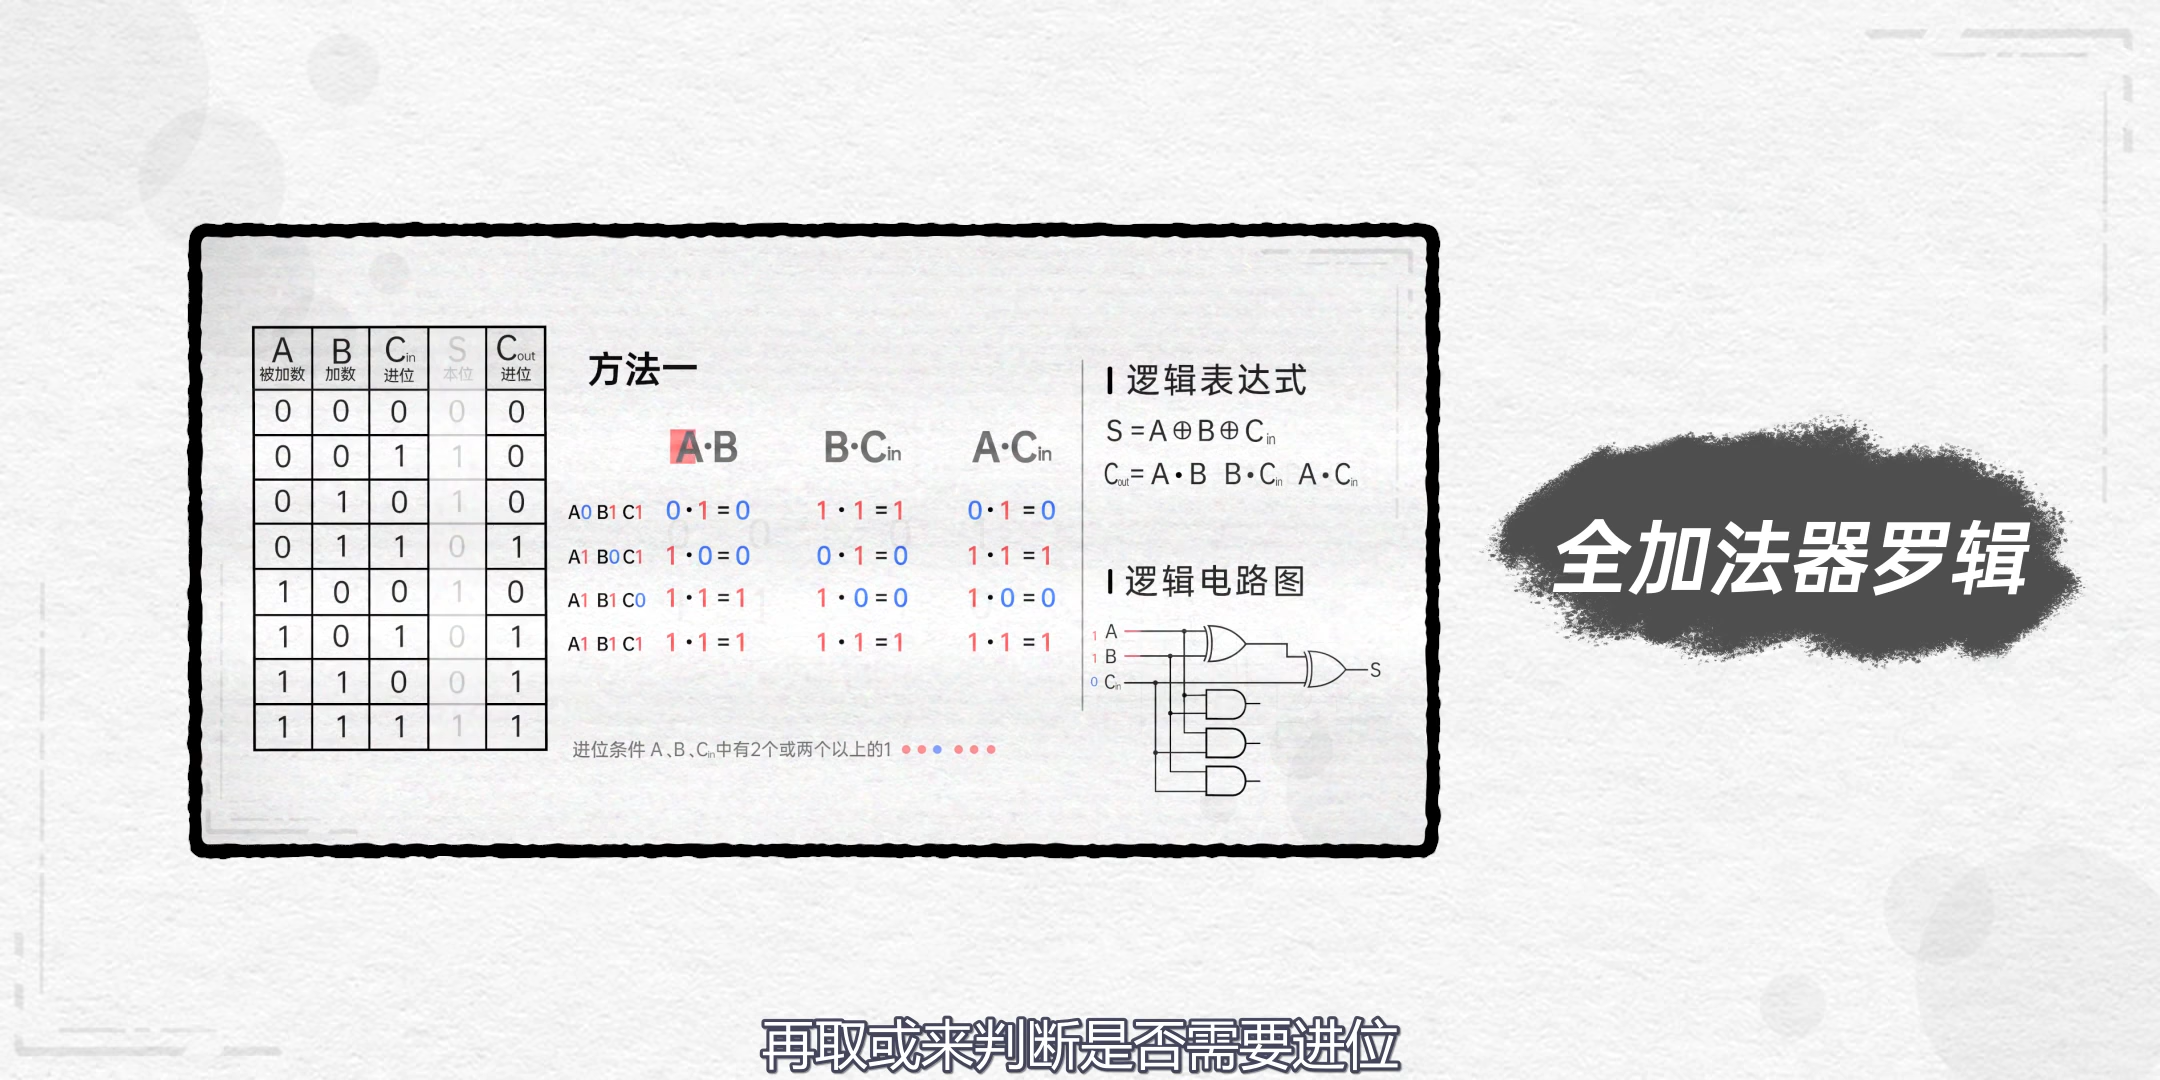 A B Cin S Cout
被加数 加数 进位 本位 进位
0 0 0 0 0
0 0 1 1 0
0 1 0 1 0
0 1 1 0 1
1 0 0 1 0
1 0 1 0 1
1 1 0 0 1
1 1 1 1 1
方法一
A·B B·Cin A·Cin
A0 B1 C1 0·1=0 1·1=1 0·1=0
A1 B0 C1 1·0=0 0·1=0 1·1=1
A1 B1 C0 1·1=1 1·0=0 1·0=0
A1 B1 C1 1·1=1 1·1=1 1·1=1
进位条件 A、B、Cin中有2个或两个以上的1
逻辑表达式
S=A⊕B⊕Cin
Cout=A·B B·Cin A·Cin
逻辑电路图
1 A
1 B
0 Cin
S
全加法器罗辑
再取或来判断是否需要进位